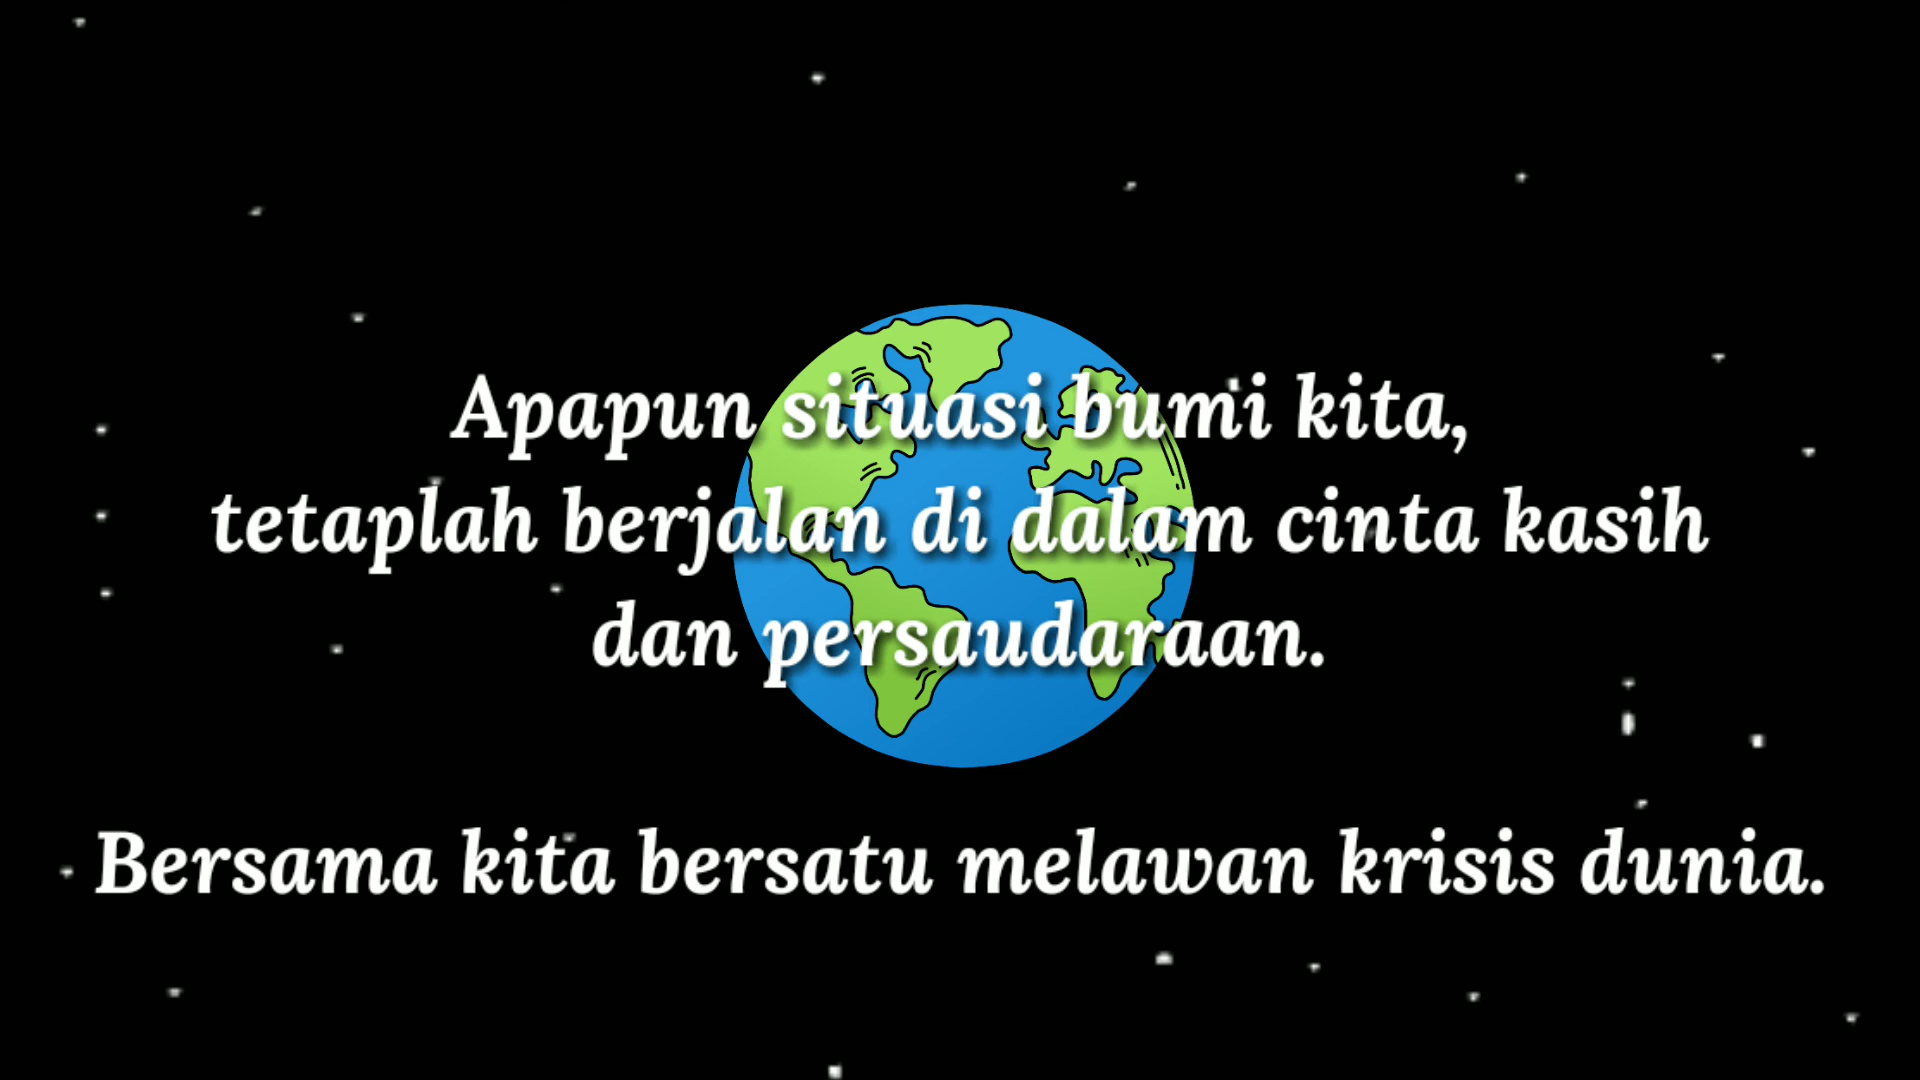 Apapun situasi bumi kita,
tetaplah berjalan di dalam cinta kasih
dan persaudaraan.
Bersama kita bersatu melawan krisis dunia.